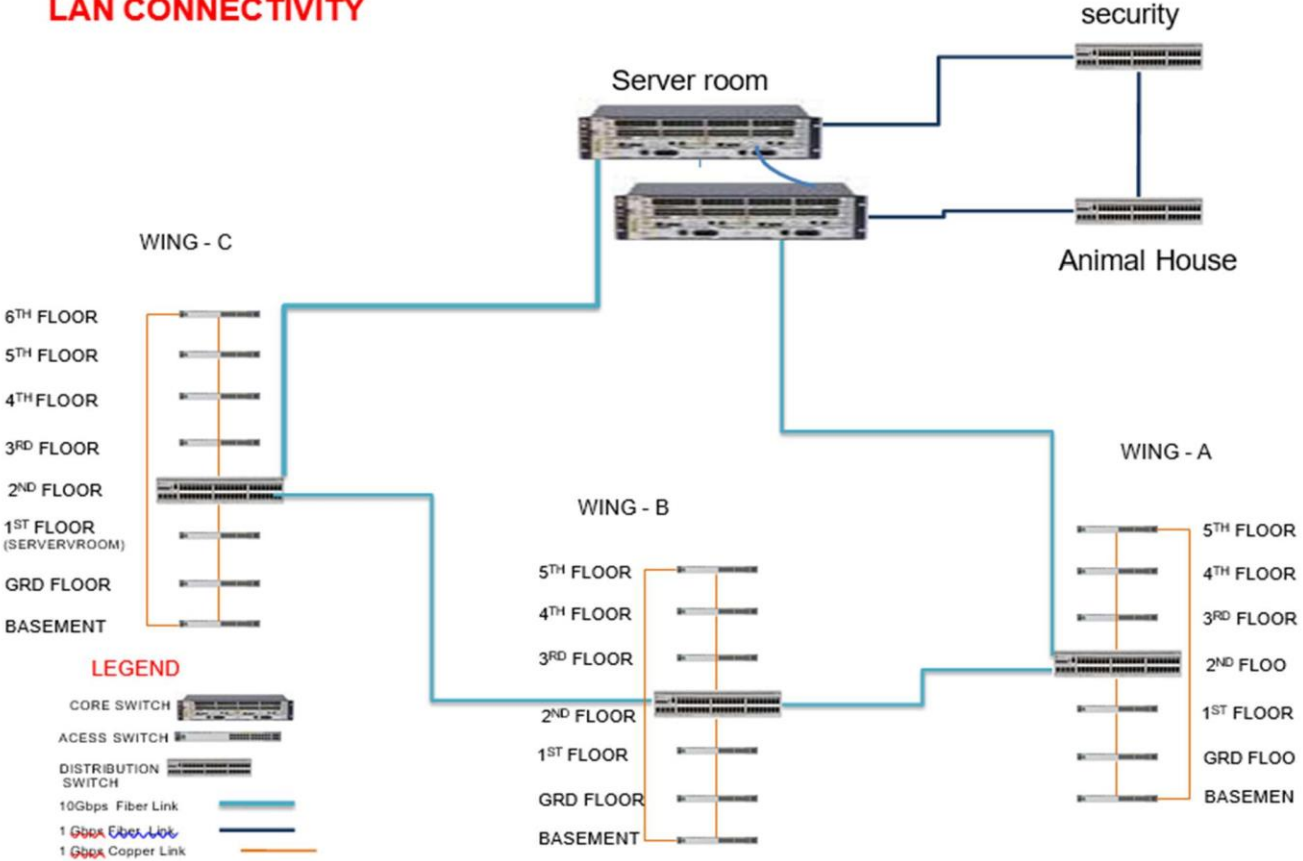 LAN CONNECTIVITY
security
Server room
Animal House
WING - C
6TH FLOOR
5TH FLOOR
4TH FLOOR
3RD FLOOR
2ND FLOOR
1ST FLOOR
(SERVERVROOM)
GRD FLOOR
BASEMENT
WING - B
5TH FLOOR
4TH FLOOR
3RD FLOOR
2ND FLOOR
1ST FLOOR
GRD FLOOR
BASEMENT
WING - A
5TH FLOOR
4TH FLOOR
3RD FLOOR
2ND FLOO
1ST FLOOR
GRD FLOO
BASEMEN
LEGEND
CORE SWITCH
ACESS SWITCH
DISTRIBUTION
SWITCH
10Gbps Fiber Link
1 Gbps Fiber Link
1 Gbps Copper Link